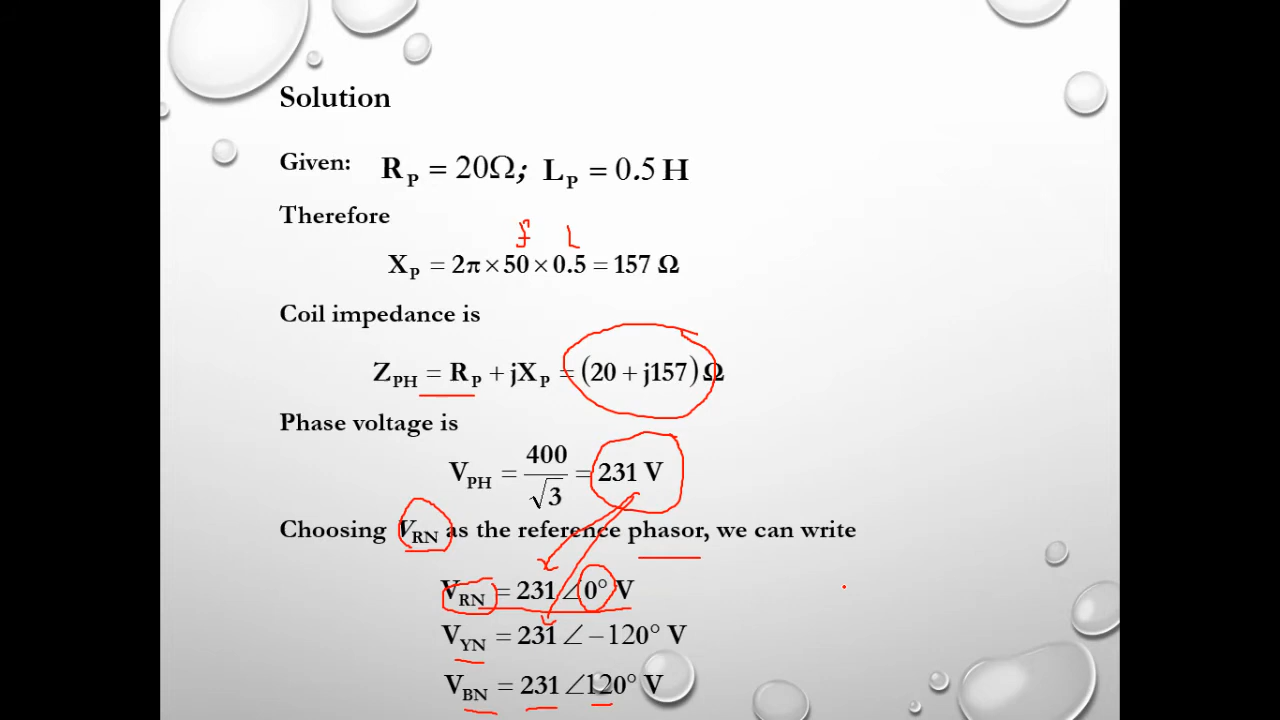 Solution
Given: R_P = 20Ω; L_P = 0.5 H
Therefore
f L
X_P = 2π × 50 × 0.5 = 157 Ω
Coil impedance is
Z_PH = R_P + jX_P = (20 + j157) Ω
Phase voltage is
V_PH = 400/√3 = 231 V
Choosing V_RN as the reference phasor, we can write
V_RN = 231 ∠0° V
V_YN = 231 ∠ −120° V
V_BN = 231 ∠120° V